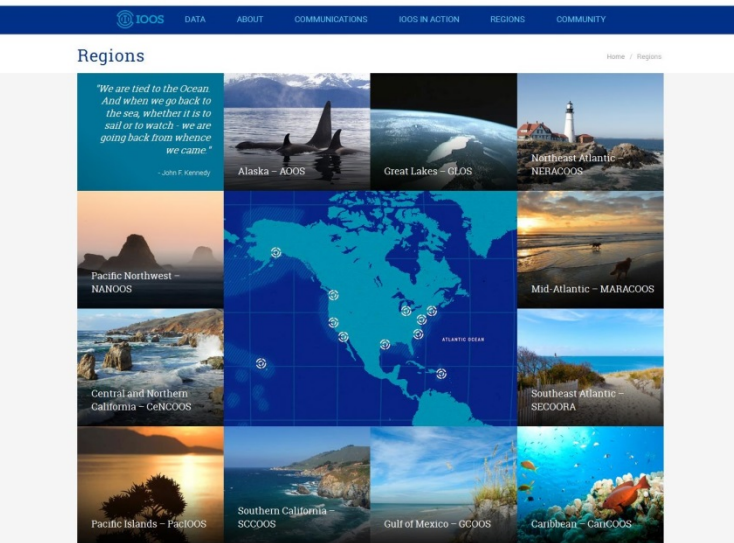 IOOS DATA ABOUT COMMUNICATIONS IOOS IN ACTION REGIONS COMMUNITY
Regions
Home / Regions
"We are tied to the Ocean.
And when we go back to
the sea, whether it is to
sail or to watch - we are
going back from whence
we came."
- John F. Kennedy
Alaska – AOOS
Great Lakes – GLOS
Northeast Atlantic
NERACOOS
Pacific Northwest –
NANOOS
ATLANTIC OCEAN
Mid-Atlantic – MARACOOS
Central and Northern
California – CeNCOOS
Southeast Atlantic –
SECOORA
Pacific Islands – PacIOOS
Southern California –
SCCOOS
Gulf of Mexico – GCOOS
Caribbean – CariCOOS